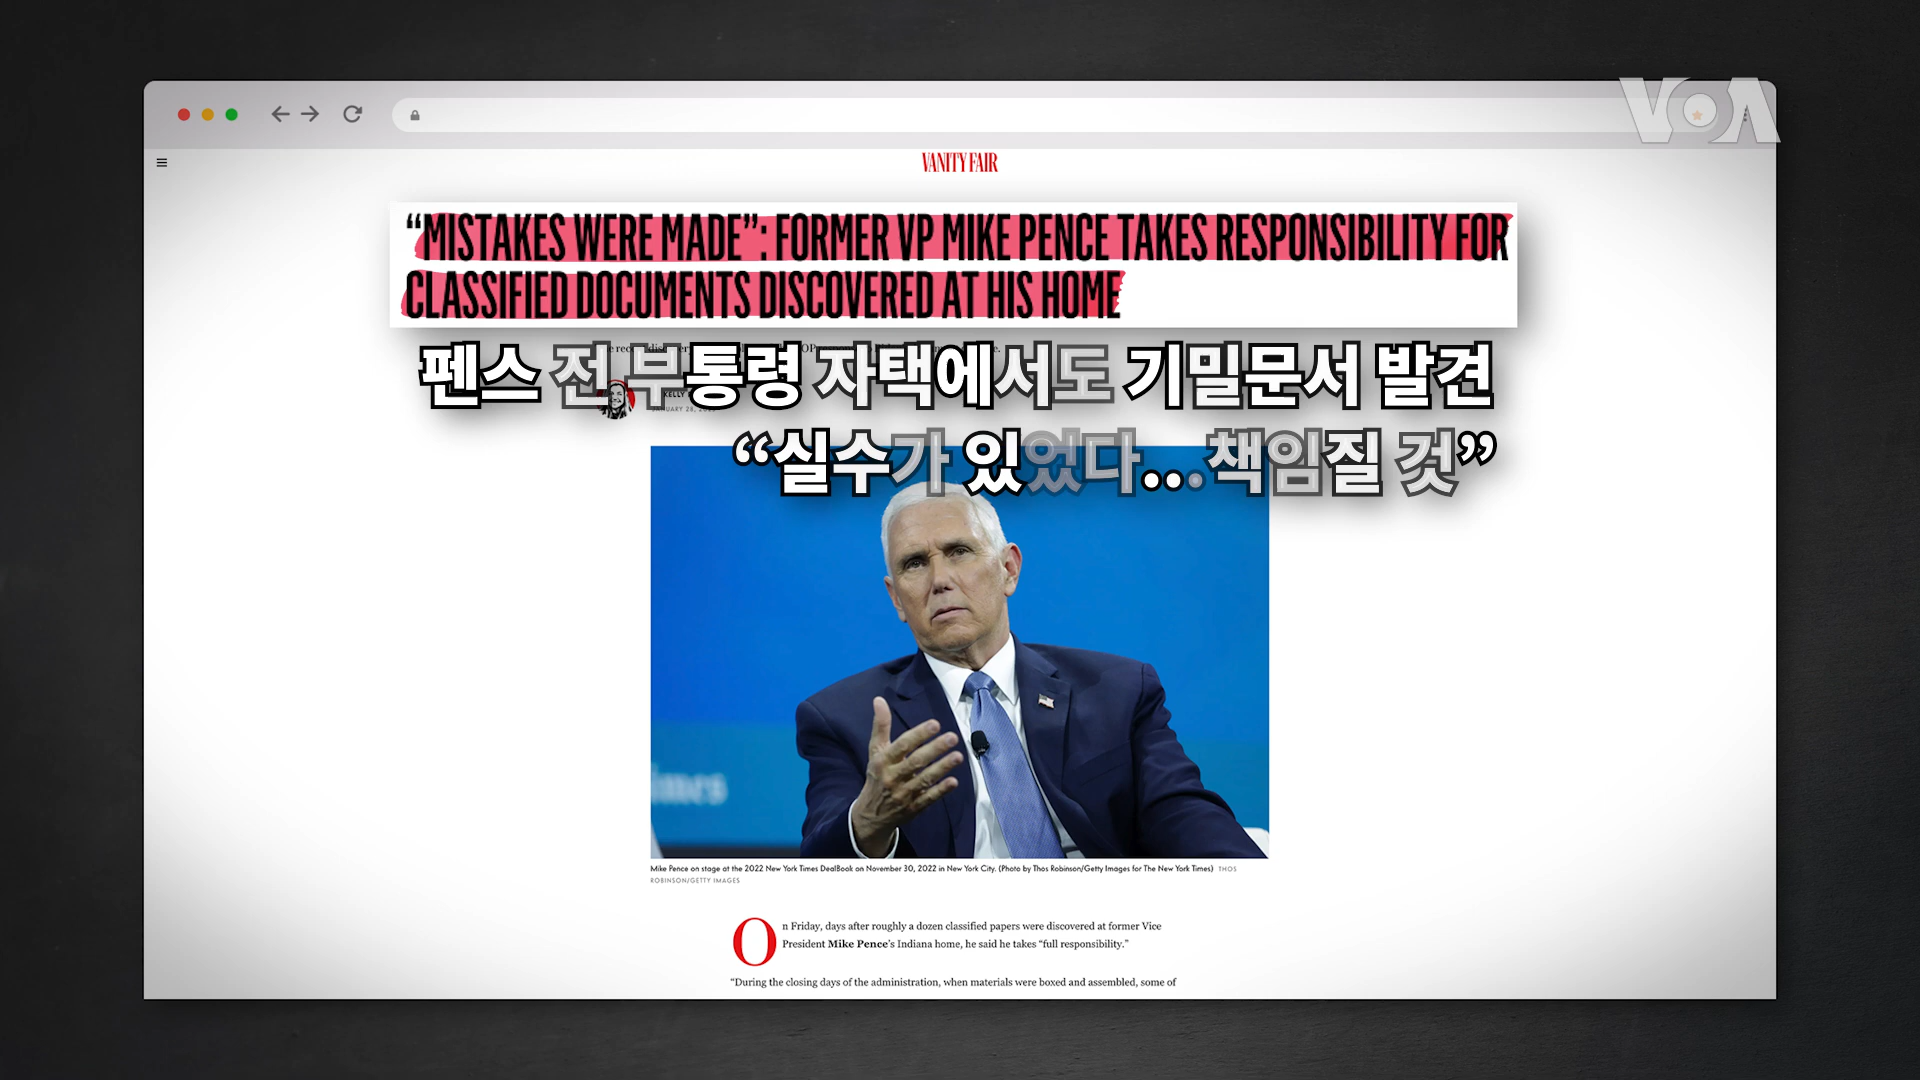 VOA
VANITY FAIR
“MISTAKES WERE MADE”: FORMER VP MIKE PENCE TAKES RESPONSIBILITY FOR
CLASSIFIED DOCUMENTS DISCOVERED AT HIS HOME
펜스 전 부통령 자택에서도 기밀문서 발견
KELLY
“실수가 있었다... 책임질 것”
imes
Mike Pence on stage at the 2022 New York Times DealBook on November 30, 2022 in New York City. (Photo by Thos Robinson/Getty Images for The New York Times) THOS
ROBINSON/GETTY IMAGES
On Friday, days after roughly a dozen classified papers were discovered at former Vice
President Mike Pence’s Indiana home, he said he takes “full responsibility.”
“During the closing days of the administration, when materials were boxed and assembled, some of